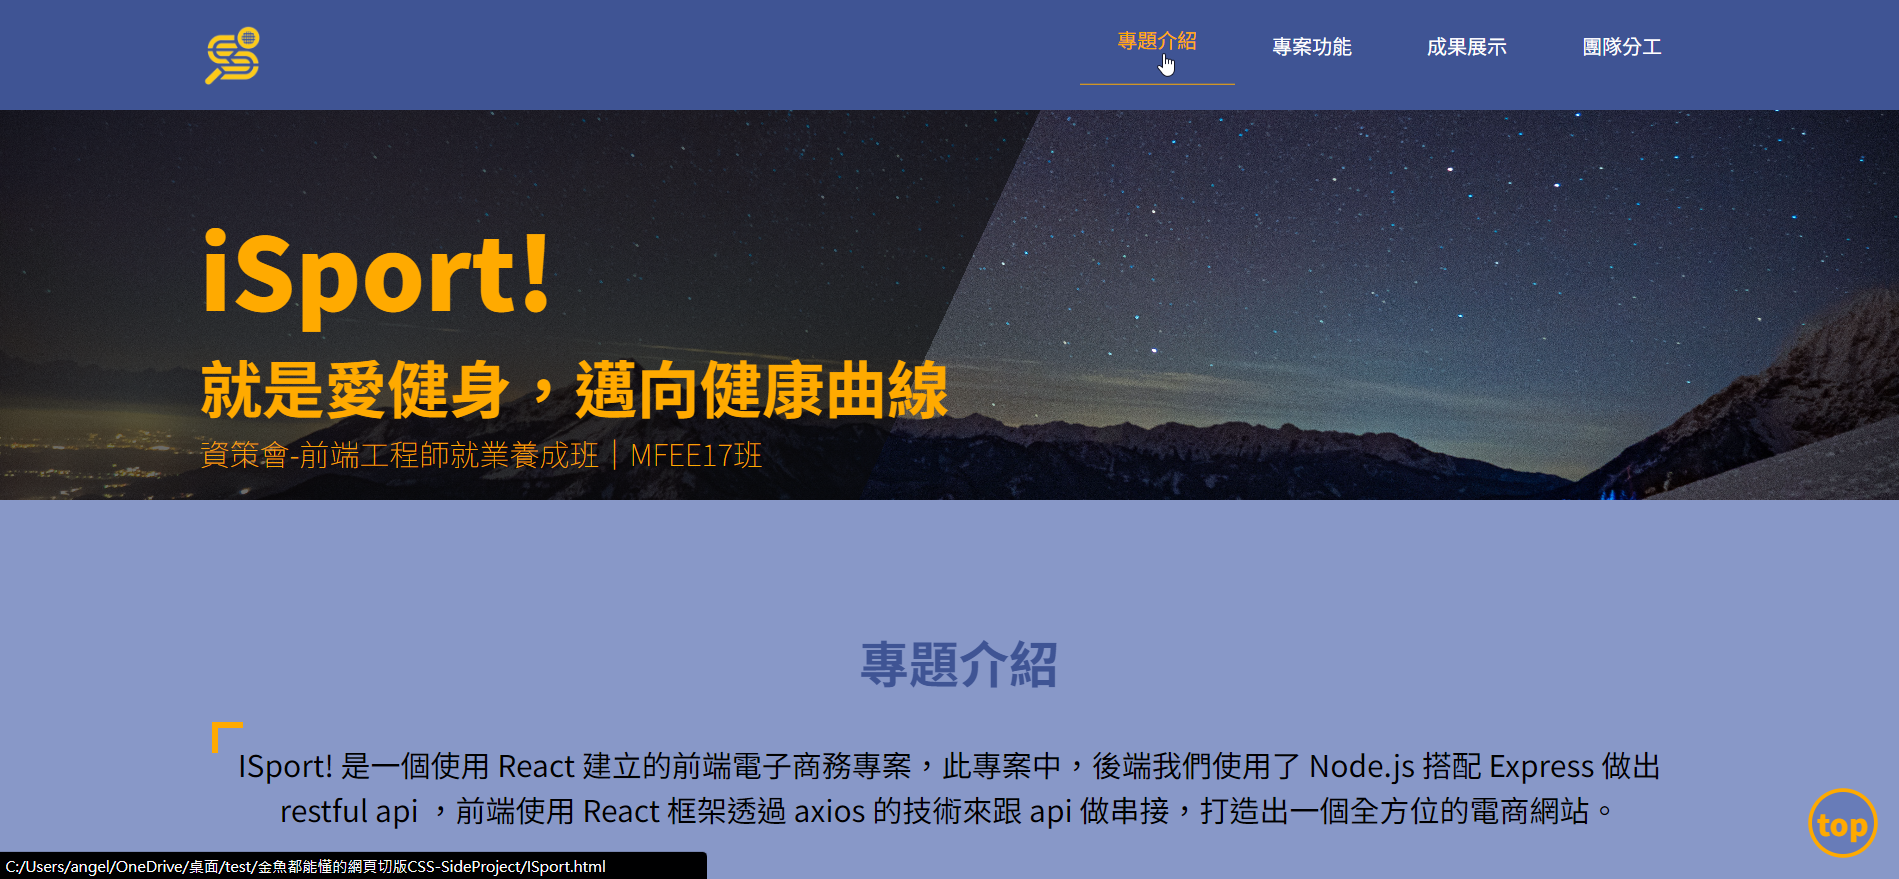 專題介紹
專案功能
成果展示
團隊分工
iSport!
就是愛健身，邁向健康曲線
資策會-前端工程師就業養成班｜MFEE17班
專題介紹
ISport! 是一個使用 React 建立的前端電子商務專案，此專案中，後端我們使用了 Node.js 搭配 Express 做出
restful api ，前端使用 React 框架透過 axios 的技術來跟 api 做串接，打造出一個全方位的電商網站。
top
C:/Users/angel/OneDrive/桌面/test/金魚都能懂的網頁切版CSS-SideProject/ISport.html